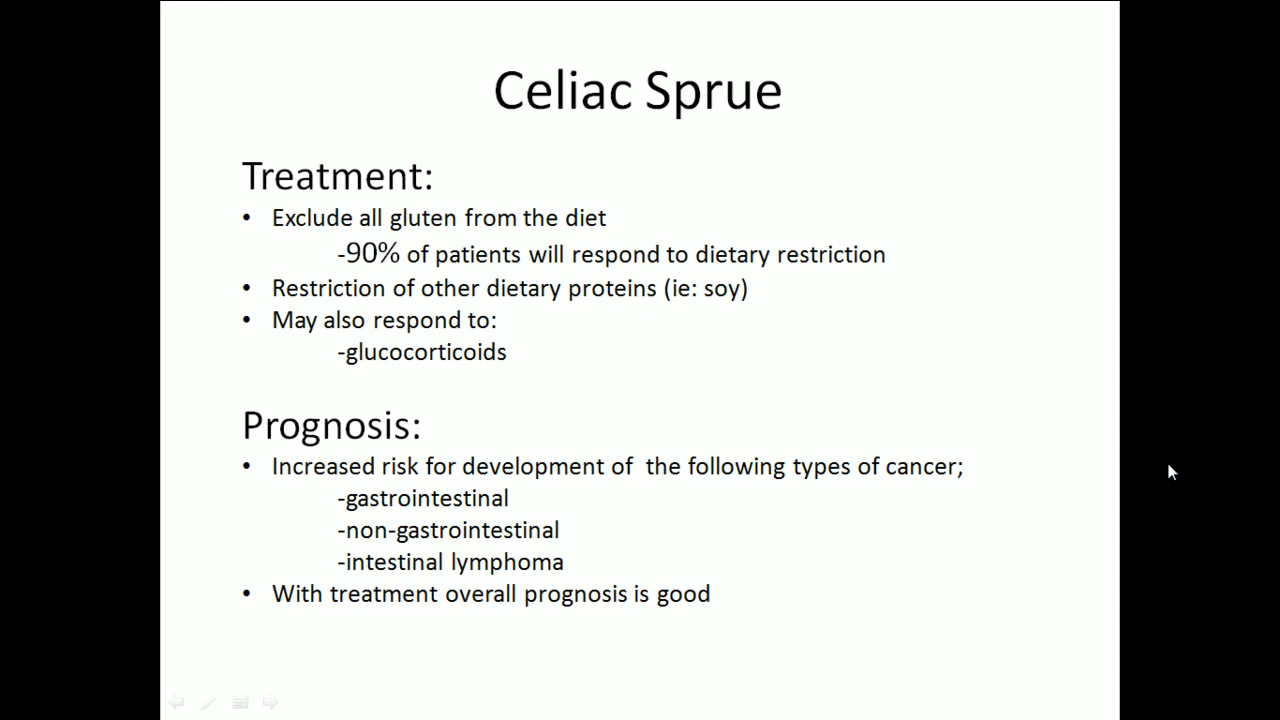 Celiac Sprue
Treatment:
• Exclude all gluten from the diet
-90% of patients will respond to dietary restriction
• Restriction of other dietary proteins (ie: soy)
• May also respond to:
-glucocorticoids
Prognosis:
• Increased risk for development of  the following types of cancer;
-gastrointestinal
-non-gastrointestinal
-intestinal lymphoma
• With treatment overall prognosis is good